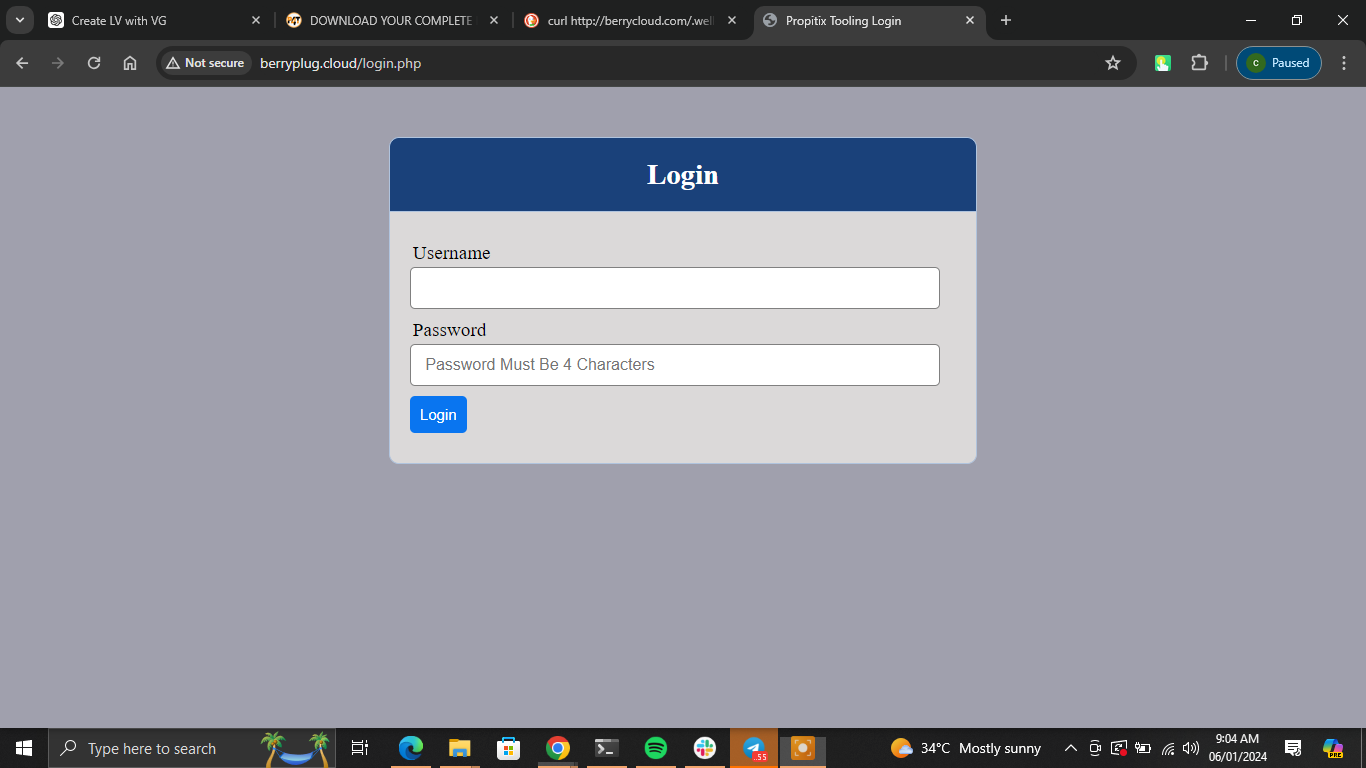 Create LV with VG
DOWNLOAD YOUR COMPLETE
curl http://berrycloud.com/.well
Propitix Tooling Login
Not secure
berryplug.cloud/login.php
c
Paused
Login
Username
Password
Password Must Be 4 Characters
Login
Type here to search
55
34°C Mostly sunny
9:04 AM
06/01/2024
PRE